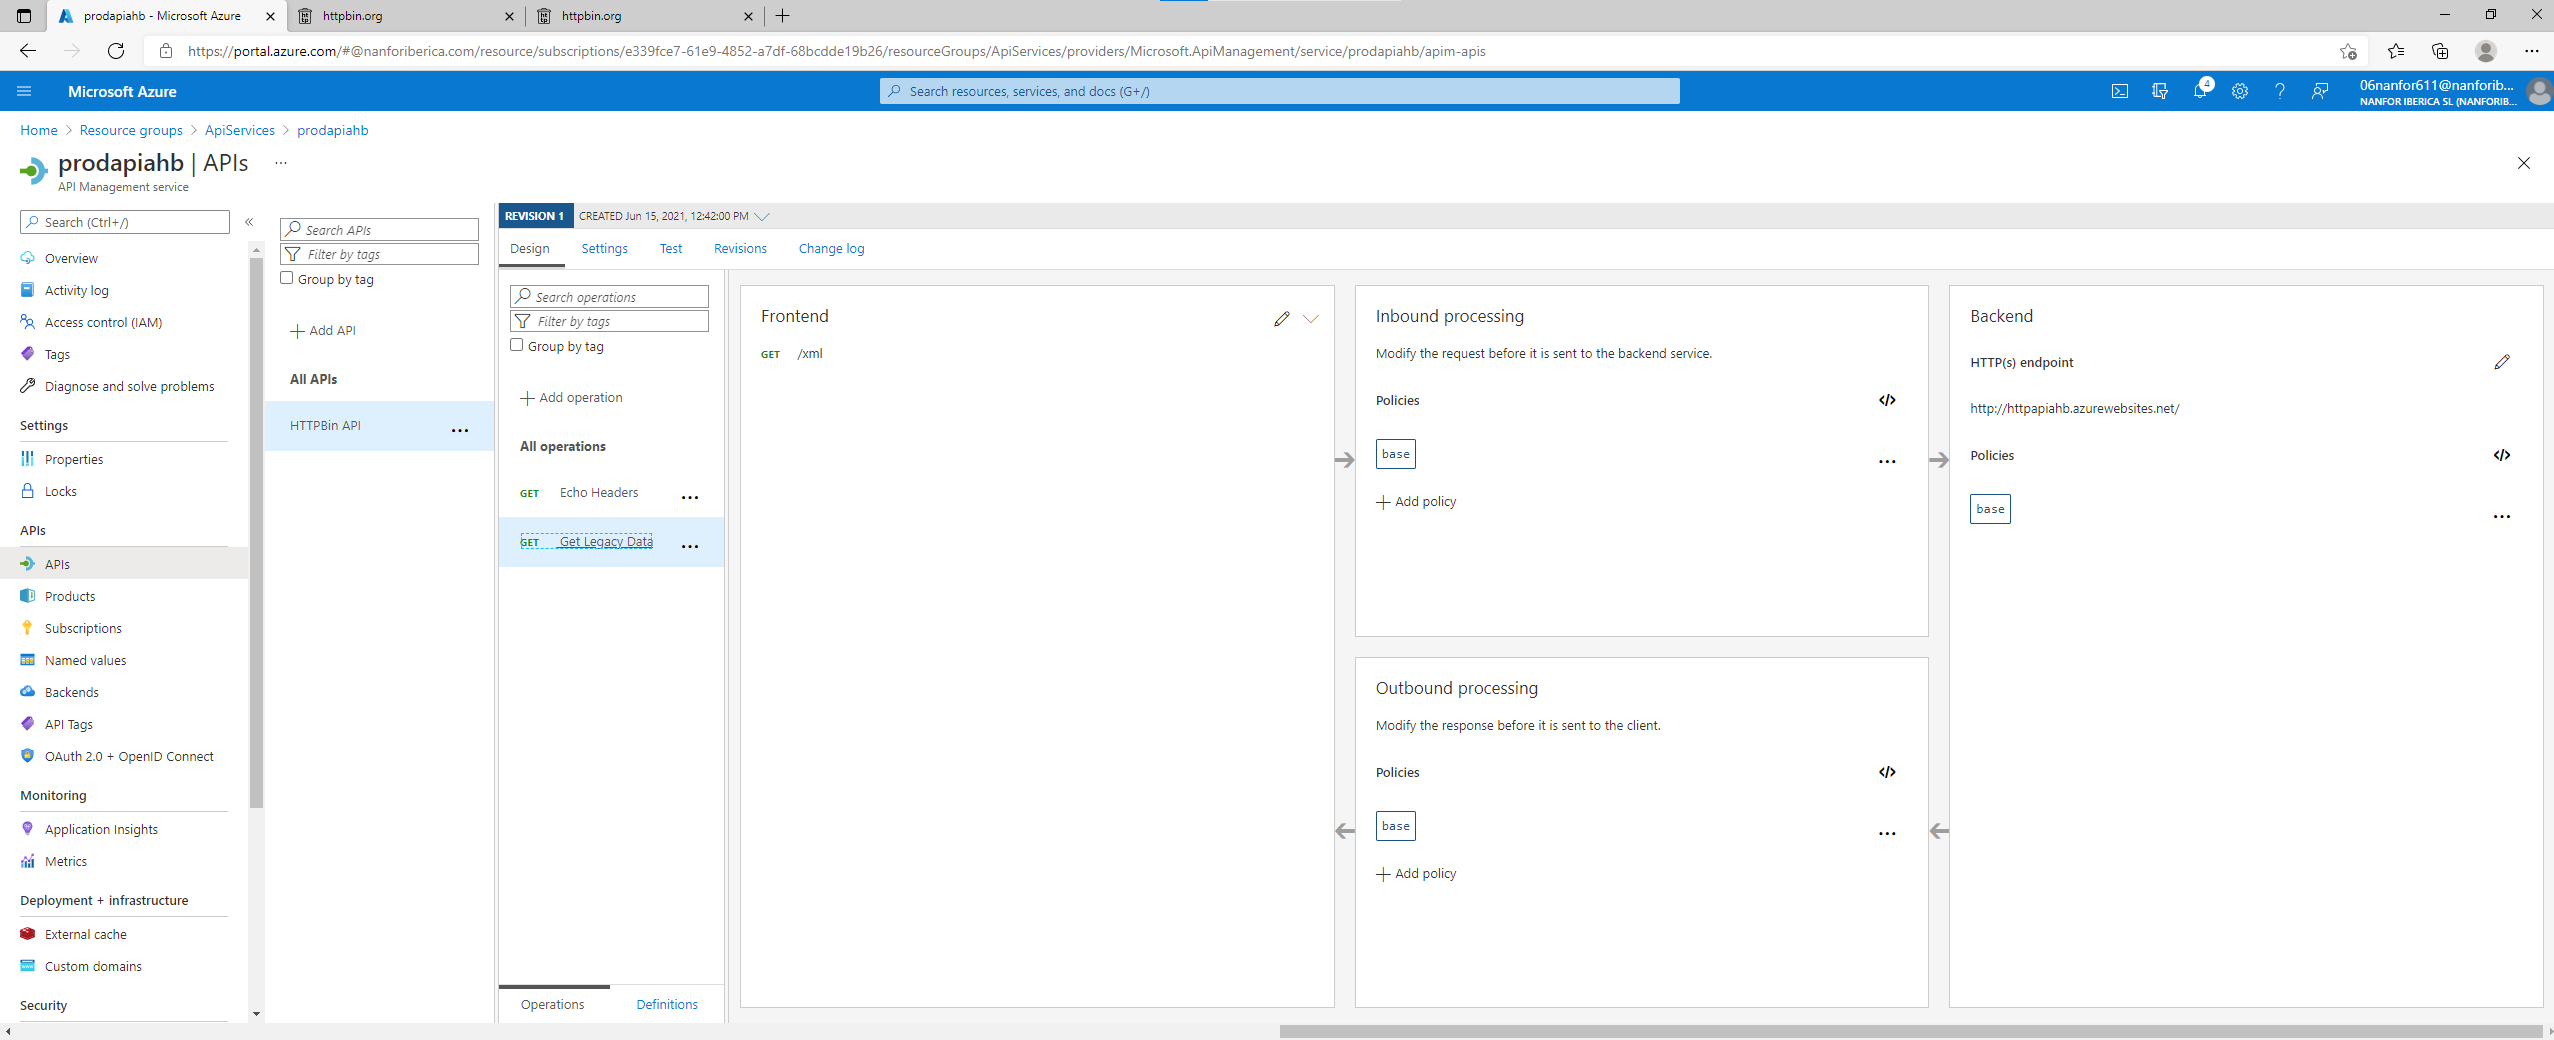 prodapiahb - Microsoft Azure
httpbin.org
httpbin.org
https://portal.azure.com/#@nanforiberica.com/resource/subscriptions/e339fce7-61e9-4852-a7df-68bcdde19b26/resourceGroups/ApiServices/providers/Microsoft.ApiManagement/service/prodapiahb/apim-apis
Microsoft Azure
Search resources, services, and docs (G+/)
4
06nanfor611@nanforib...
NANFOR IBERICA SL (NANFORIB...
Home > Resource groups > ApiServices > prodapiahb
prodapiahb | APIs ...
API Management service
Search (Ctrl+/)
Overview
Activity log
Access control (IAM)
Tags
Diagnose and solve problems
Settings
Properties
Locks
APIs
APIs
Products
Subscriptions
Named values
Backends
API Tags
OAuth 2.0 + OpenID Connect
Monitoring
Application Insights
Metrics
Deployment + infrastructure
External cache
Custom domains
Security
Search APIs
Filter by tags
Group by tag
Add API
All APIs
HTTPBin API ...
REVISION 1 CREATED Jun 15, 2021, 12:42:00 PM
Design Settings Test Revisions Change log
Search operations
Filter by tags
Group by tag
Add operation
All operations
GET Echo Headers ...
GET Get Legacy Data ...
Operations Definitions
Frontend
GET /xml
Inbound processing
Modify the request before it is sent to the backend service.
Policies </>
base ...
Add policy
Outbound processing
Modify the response before it is sent to the client.
Policies </>
base ...
Add policy
Backend
HTTP(s) endpoint
http://httpapiahb.azurewebsites.net/
Policies </>
base ...